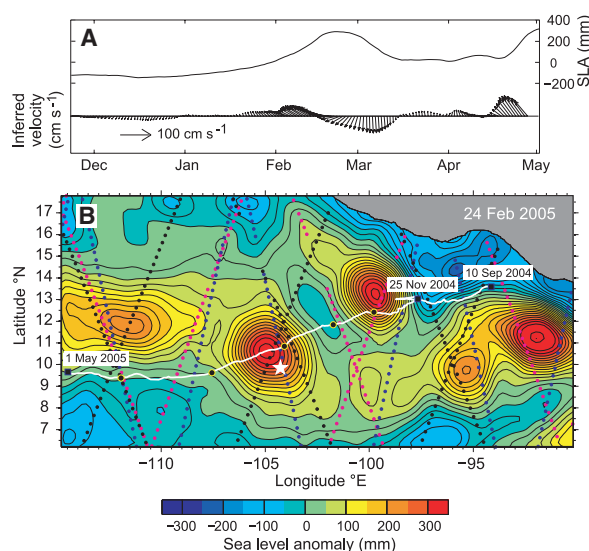 A
400
200
0
−200
SLA (mm)
Inferred
velocity
(cm s⁻¹)
100 cm s⁻¹
Dec Jan Feb Mar Apr May
B
24 Feb 2005
17
16
15
14
13
12
11
10
9
8
7
Latitude °N
25 Nov 2004
10 Sep 2004
1 May 2005
−110 −105 −100 −95
Longitude °E
−300 −200 −100 0 100 200 300
Sea level anomaly (mm)